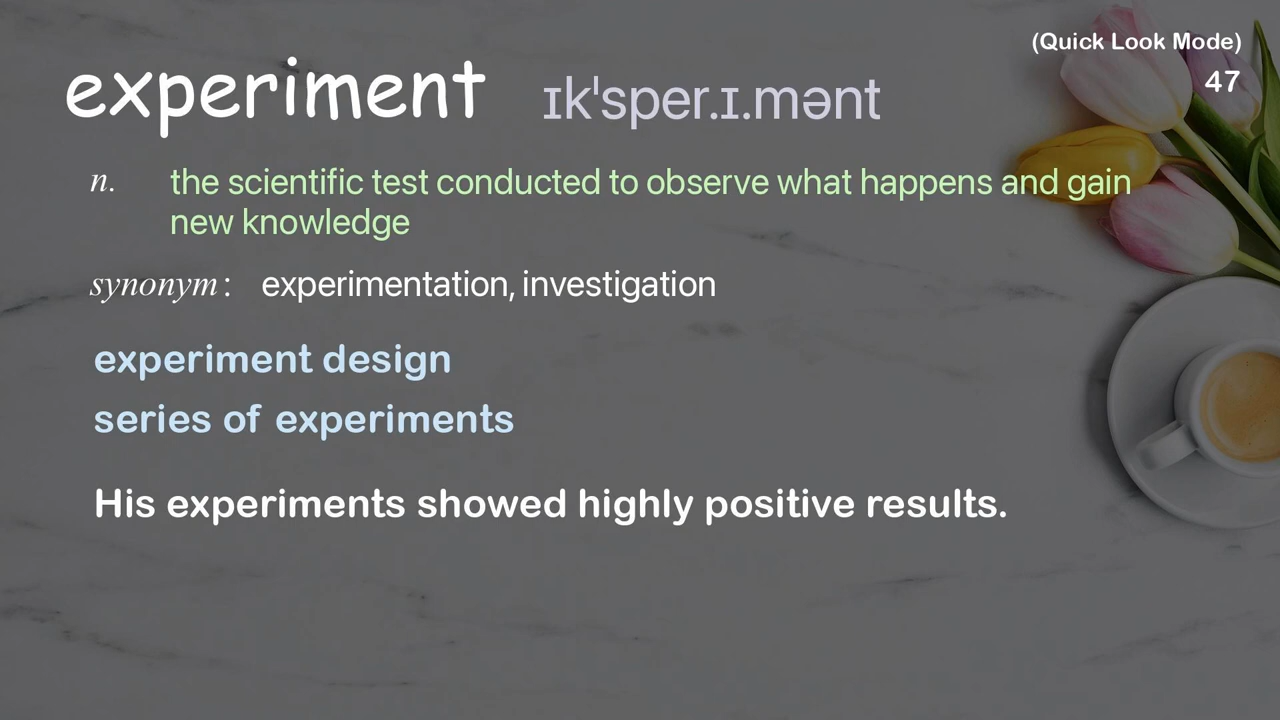 (Quick Look Mode)
experiment ɪk'sper.ɪ.mənt 47
n. the scientific test conducted to observe what happens and gain
new knowledge
synonym : experimentation, investigation
experiment design
series of experiments
His experiments showed highly positive results.